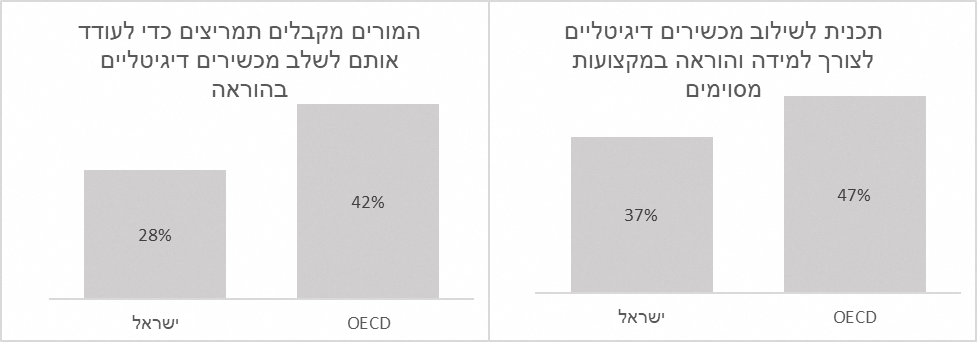 תכנית לשילוב מכשירים דיגיטליים
לצורך למידה והוראה במקצועות
מסוימים
37%
47%
ישראל
OECD
המורים מקבלים תמריצים כדי לעודד
אותם לשלב מכשירים דיגיטליים
בהוראה
28%
42%
ישראל
OECD